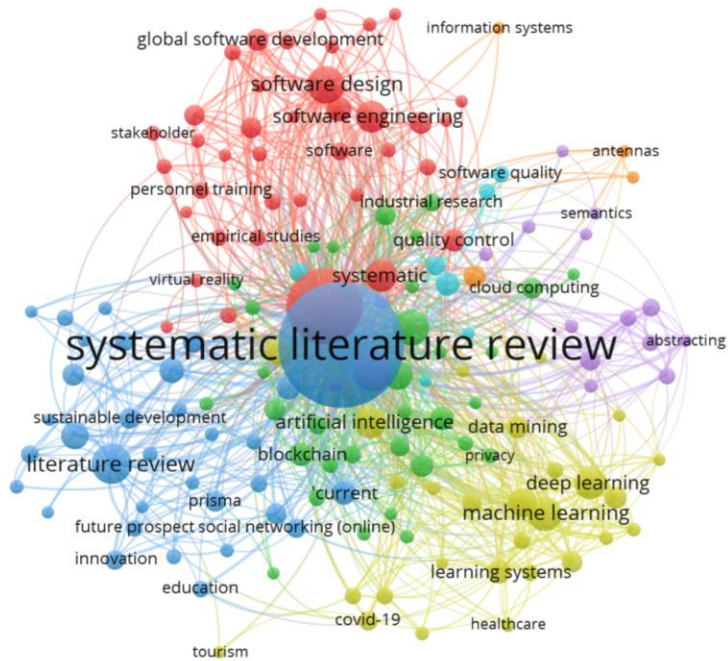 information systems
global software development
software design
software engineering
stakeholder
software
antennas
software quality
personnel training
industrial research
semantics
empirical studies
quality control
virtual reality
systematic
cloud computing
systematic literature review
abstracting
sustainable development
artificial intelligence
data mining
blockchain
privacy
literature review
deep learning
prisma
'current
machine learning
future prospect
social networking (online)
innovation
learning systems
education
covid-19
healthcare
tourism